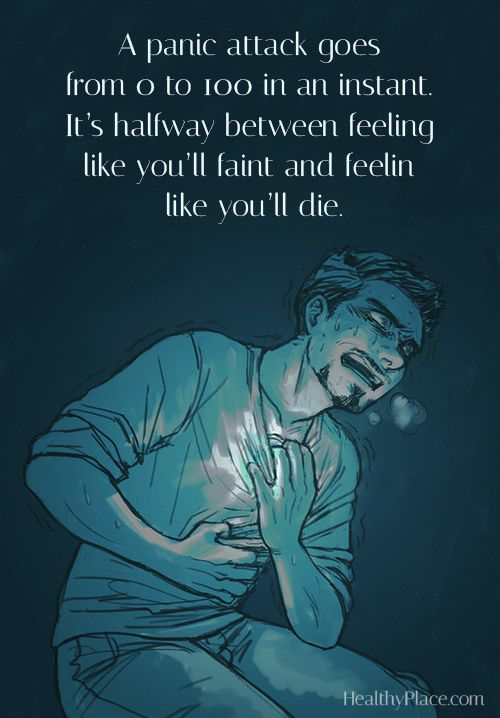 A panic attack goes
from 0 to 100 in an instant.
It's halfway between feeling
like you'll faint and feelin
like you'll die.
HealthyPlace.com